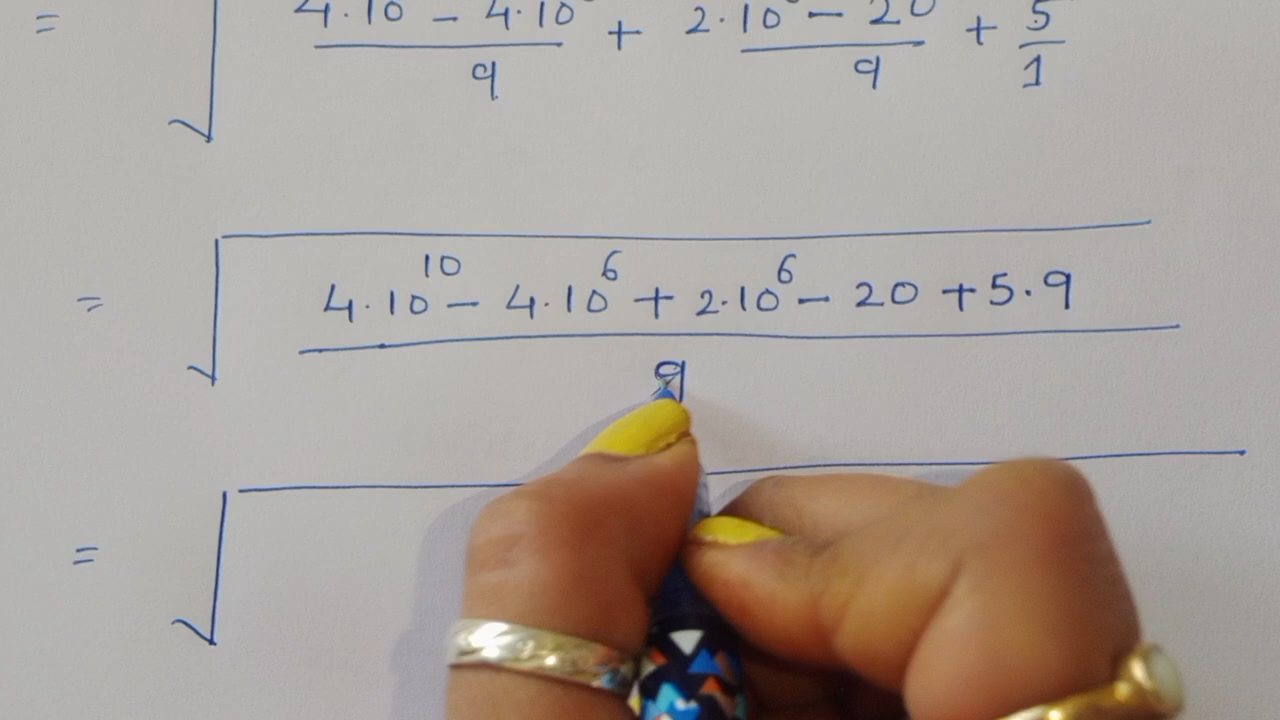 = √ 4·10 − 4·10 / 9 + 2·10 − 20 / 9 + 5/1
= √ 4·10^10 − 4·10^6 + 2·10^6 − 20 + 5·9 / 9
= √